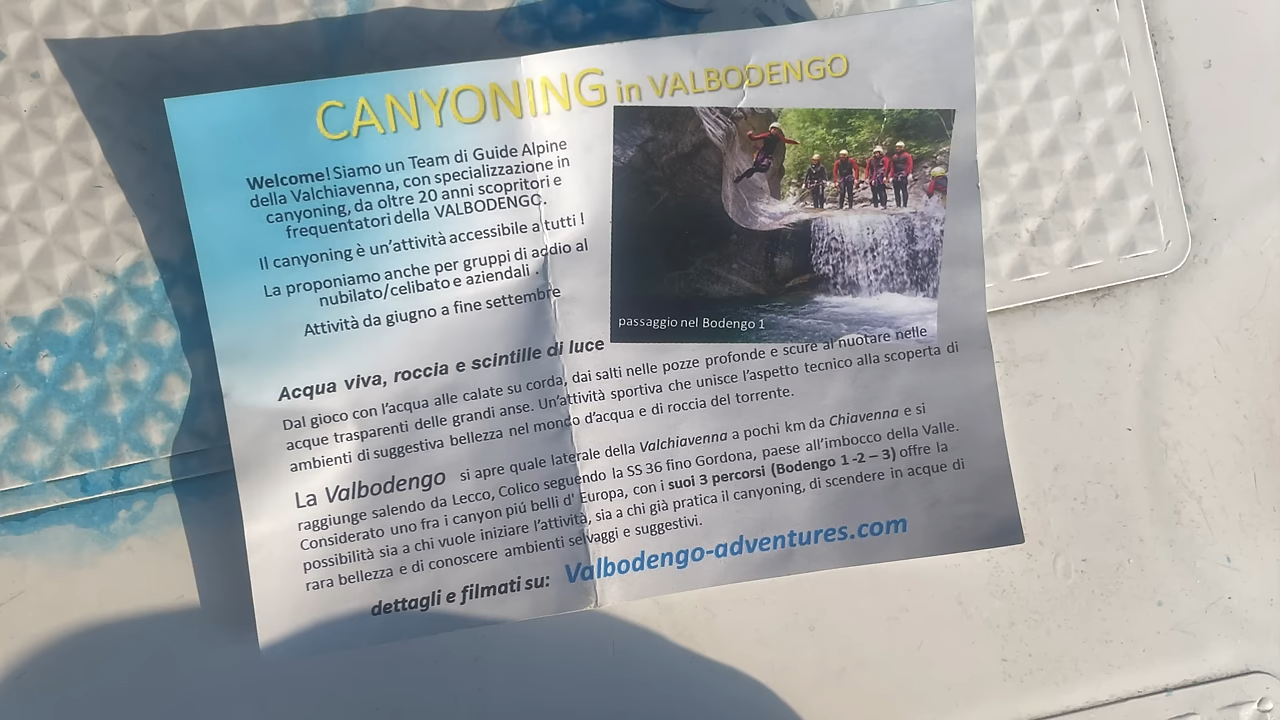 CANYONING in VALBODENGO
Welcome! Siamo un Team di Guide Alpine
della Valchiavenna, con specializzazione in
canyoning, da oltre 20 anni scopritori e
frequentatori della VALBODENGO.
Il canyoning è un'attività accessibile a tutti !
La proponiamo anche per gruppi di addio al
nubilato/celibato e aziendali .
Attività da giugno a fine settembre
passaggio nel Bodengo 1
Acqua viva, roccia e scintille di luce
Dal gioco con l'acqua alle calate su corda, dai salti nelle pozze profonde e scure al nuotare nelle
acque trasparenti delle grandi anse. Un'attività sportiva che unisce l'aspetto tecnico alla scoperta di
ambienti di suggestiva bellezza nel mondo d'acqua e di roccia del torrente.
La Valbodengo si apre quale laterale della Valchiavenna a pochi km da Chiavenna e si
raggiunge salendo da Lecco, Colico seguendo la SS 36 fino Gordona, paese all'imbocco della Valle.
Considerato uno fra i canyon piú belli d' Europa, con i suoi 3 percorsi (Bodengo 1 -2 – 3) offre la
possibilità sia a chi vuole iniziare l'attività, sia a chi già pratica il canyoning, di scendere in acque di
rara bellezza e di conoscere ambienti selvaggi e suggestivi.
dettagli e filmati su: Valbodengo-adventures.com